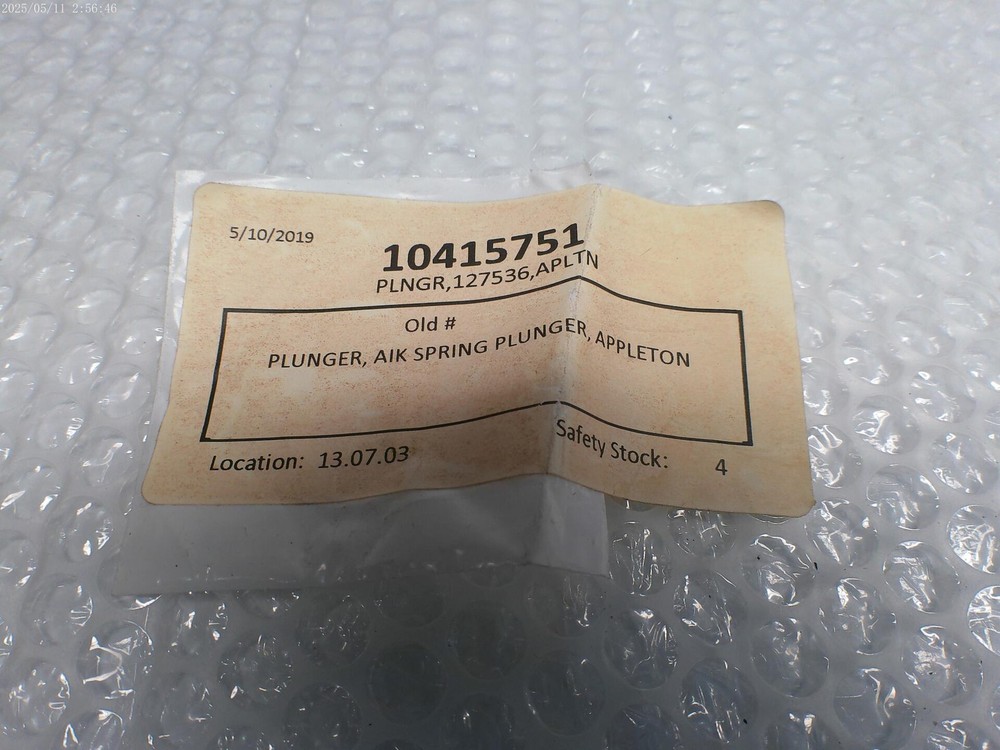 2025/05/11 2:56:46
5/10/2019
10415751
PLNGR,127536,APLTN
Old #
PLUNGER, AIK SPRING PLUNGER, APPLETON
Location: 13.07.03
Safety Stock: 4